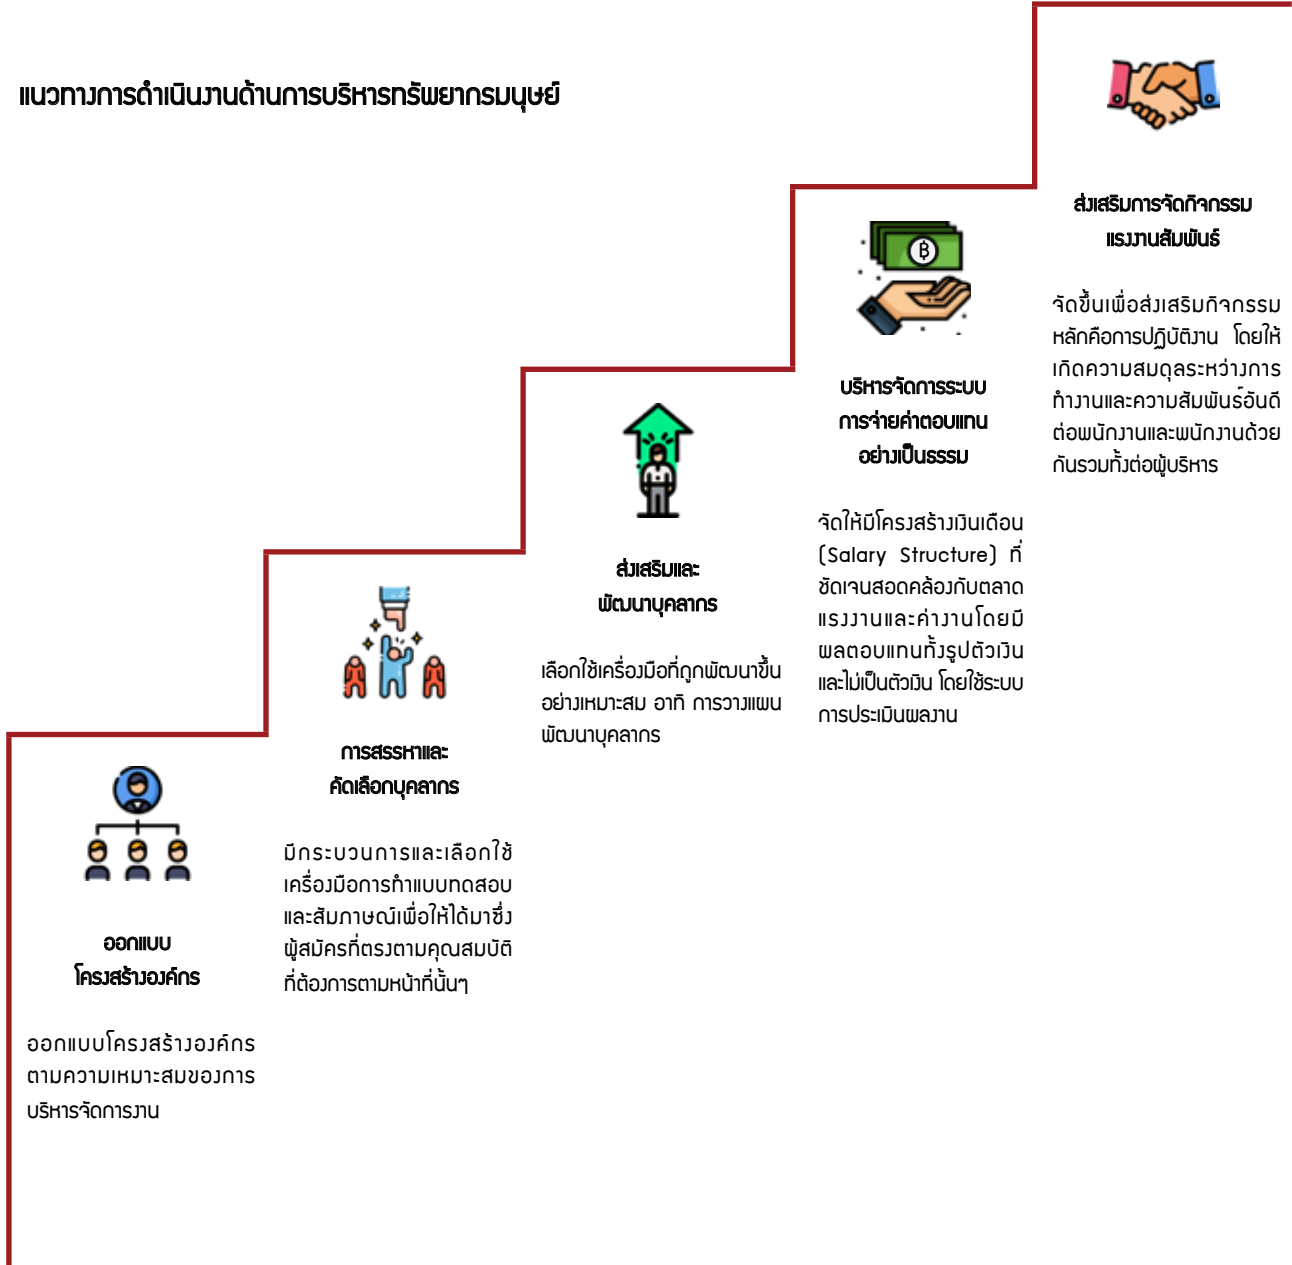 แนวทางการดำเนินงานด้านการบริหารทรัพยากรมนุษย์
ออกแบบ
โครงสร้างองค์กร
ออกแบบโครงสร้างองค์กร
ตามความเหมาะสมของการ
บริหารจัดการงาน
การสรรหาและ
คัดเลือกบุคลากร
มีกระบวนการและเลือกใช้
เครื่องมือการทำแบบทดสอบ
และสัมภาษณ์เพื่อให้ได้มาซึ่ง
ผู้สมัครที่ตรงตามคุณสมบัติ
ที่ต้องการตามหน้าที่นั้นๆ
ส่งเสริมและ
พัฒนาบุคลากร
เลือกใช้เครื่องมือที่ถูกพัฒนาขึ้น
อย่างเหมาะสม อาทิ การวางแผน
พัฒนาบุคลากร
บริหารจัดการระบบ
การจ่ายค่าตอบแทน
อย่างเป็นธรรม
จัดให้มีโครงสร้างเงินเดือน
(Salary Structure) ที่
ชัดเจนสอดคล้องกับตลาด
แรงงานและค่างานโดยมี
ผลตอบแทนทั้งรูปตัวเงิน
และไม่เป็นตัวเงิน โดยใช้ระบบ
การประเมินผลงาน
ส่งเสริมการจัดกิจกรรม
แรงงานสัมพันธ์
จัดขึ้นเพื่อส่งเสริมกิจกรรม
หลักคือการปฏิบัติงาน โดยให้
เกิดความสมดุลระหว่างการ
ทำงานและความสัมพันธ์อันดี
ต่อพนักงานและพนักงานด้วย
กันรวมทั้งต่อผู้บริหาร